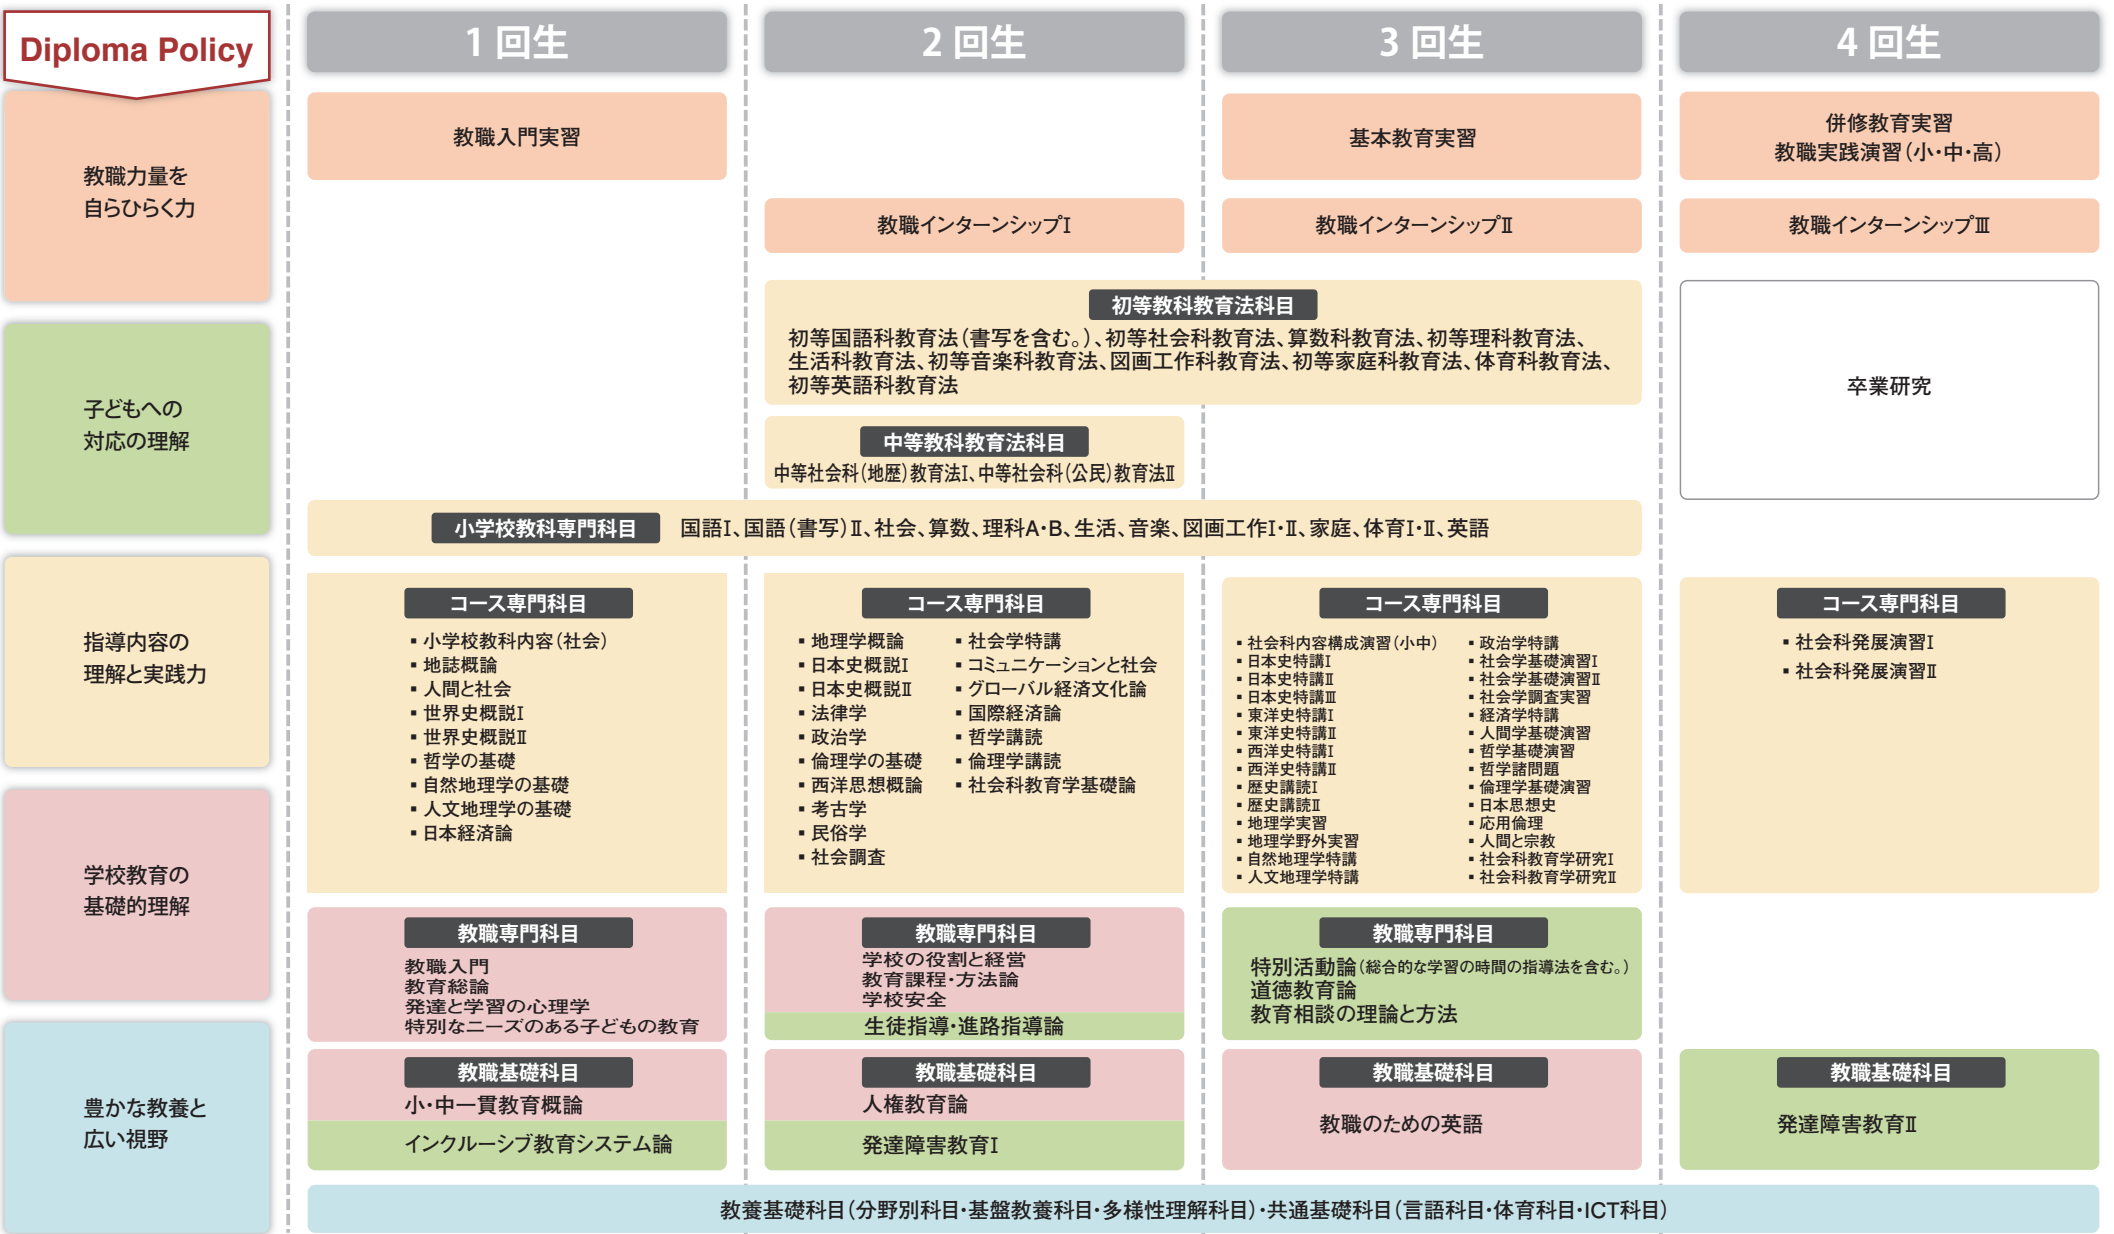 Diploma Policy
1 回生
2 回生
3 回生
4 回生
教職力量を
自らひらく力
教職入門実習
基本教育実習
併修教育実習
教職実践演習（小・中・高）
教職インターンシップⅠ
教職インターンシップⅡ
教職インターンシップⅢ
子どもへの
対応の理解
初等教科教育法科目
初等国語科教育法（書写を含む。）、初等社会科教育法、算数科教育法、初等理科教育法、
生活科教育法、初等音楽科教育法、図画工作科教育法、初等家庭科教育法、体育科教育法、
初等英語科教育法
卒業研究
中等教科教育法科目
中等社会科（地歴）教育法Ⅰ、中等社会科（公民）教育法Ⅱ
小学校教科専門科目 国語Ⅰ、国語（書写）Ⅱ、社会、算数、理科A・B、生活、音楽、図画工作Ⅰ・Ⅱ、家庭、体育Ⅰ・Ⅱ、英語
指導内容の
理解と実践力
コース専門科目
▪ 小学校教科内容（社会）
▪ 地誌概論
▪ 人間と社会
▪ 世界史概説Ⅰ
▪ 世界史概説Ⅱ
▪ 哲学の基礎
▪ 自然地理学の基礎
▪ 人文地理学の基礎
▪ 日本経済論
コース専門科目
▪ 地理学概論
▪ 日本史概説Ⅰ
▪ 日本史概説Ⅱ
▪ 法律学
▪ 政治学
▪ 倫理学の基礎
▪ 西洋思想概論
▪ 考古学
▪ 民俗学
▪ 社会調査
▪ 社会学特講
▪ コミュニケーションと社会
▪ グローバル経済文化論
▪ 国際経済論
▪ 哲学講読
▪ 倫理学講読
▪ 社会科教育学基礎論
コース専門科目
▪ 社会科内容構成演習（小中）
▪ 日本史特講Ⅰ
▪ 日本史特講Ⅱ
▪ 日本史特講Ⅲ
▪ 東洋史特講Ⅰ
▪ 東洋史特講Ⅱ
▪ 西洋史特講Ⅰ
▪ 西洋史特講Ⅱ
▪ 歴史講読Ⅰ
▪ 歴史講読Ⅱ
▪ 地理学実習
▪ 地理学野外実習
▪ 自然地理学特講
▪ 人文地理学特講
▪ 政治学特講
▪ 社会学基礎演習Ⅰ
▪ 社会学基礎演習Ⅱ
▪ 社会学調査実習
▪ 経済学特講
▪ 人間学基礎演習
▪ 哲学基礎演習
▪ 哲学諸問題
▪ 倫理学基礎演習
▪ 日本思想史
▪ 応用倫理
▪ 人間と宗教
▪ 社会科教育学研究Ⅰ
▪ 社会科教育学研究Ⅱ
コース専門科目
▪ 社会科発展演習Ⅰ
▪ 社会科発展演習Ⅱ
学校教育の
基礎的理解
教職専門科目
教職入門
教育総論
発達と学習の心理学
特別なニーズのある子どもの教育
教職専門科目
学校の役割と経営
教育課程・方法論
学校安全
生徒指導・進路指導論
教職専門科目
特別活動論（総合的な学習の時間の指導法を含む。）
道徳教育論
教育相談の理論と方法
豊かな教養と
広い視野
教職基礎科目
小・中一貫教育概論
インクルーシブ教育システム論
教職基礎科目
人権教育論
発達障害教育Ⅰ
教職基礎科目
教職のための英語
教職基礎科目
発達障害教育Ⅱ
教養基礎科目（分野別科目・基盤教養科目・多様性理解科目）・共通基礎科目（言語科目・体育科目・ICT科目）